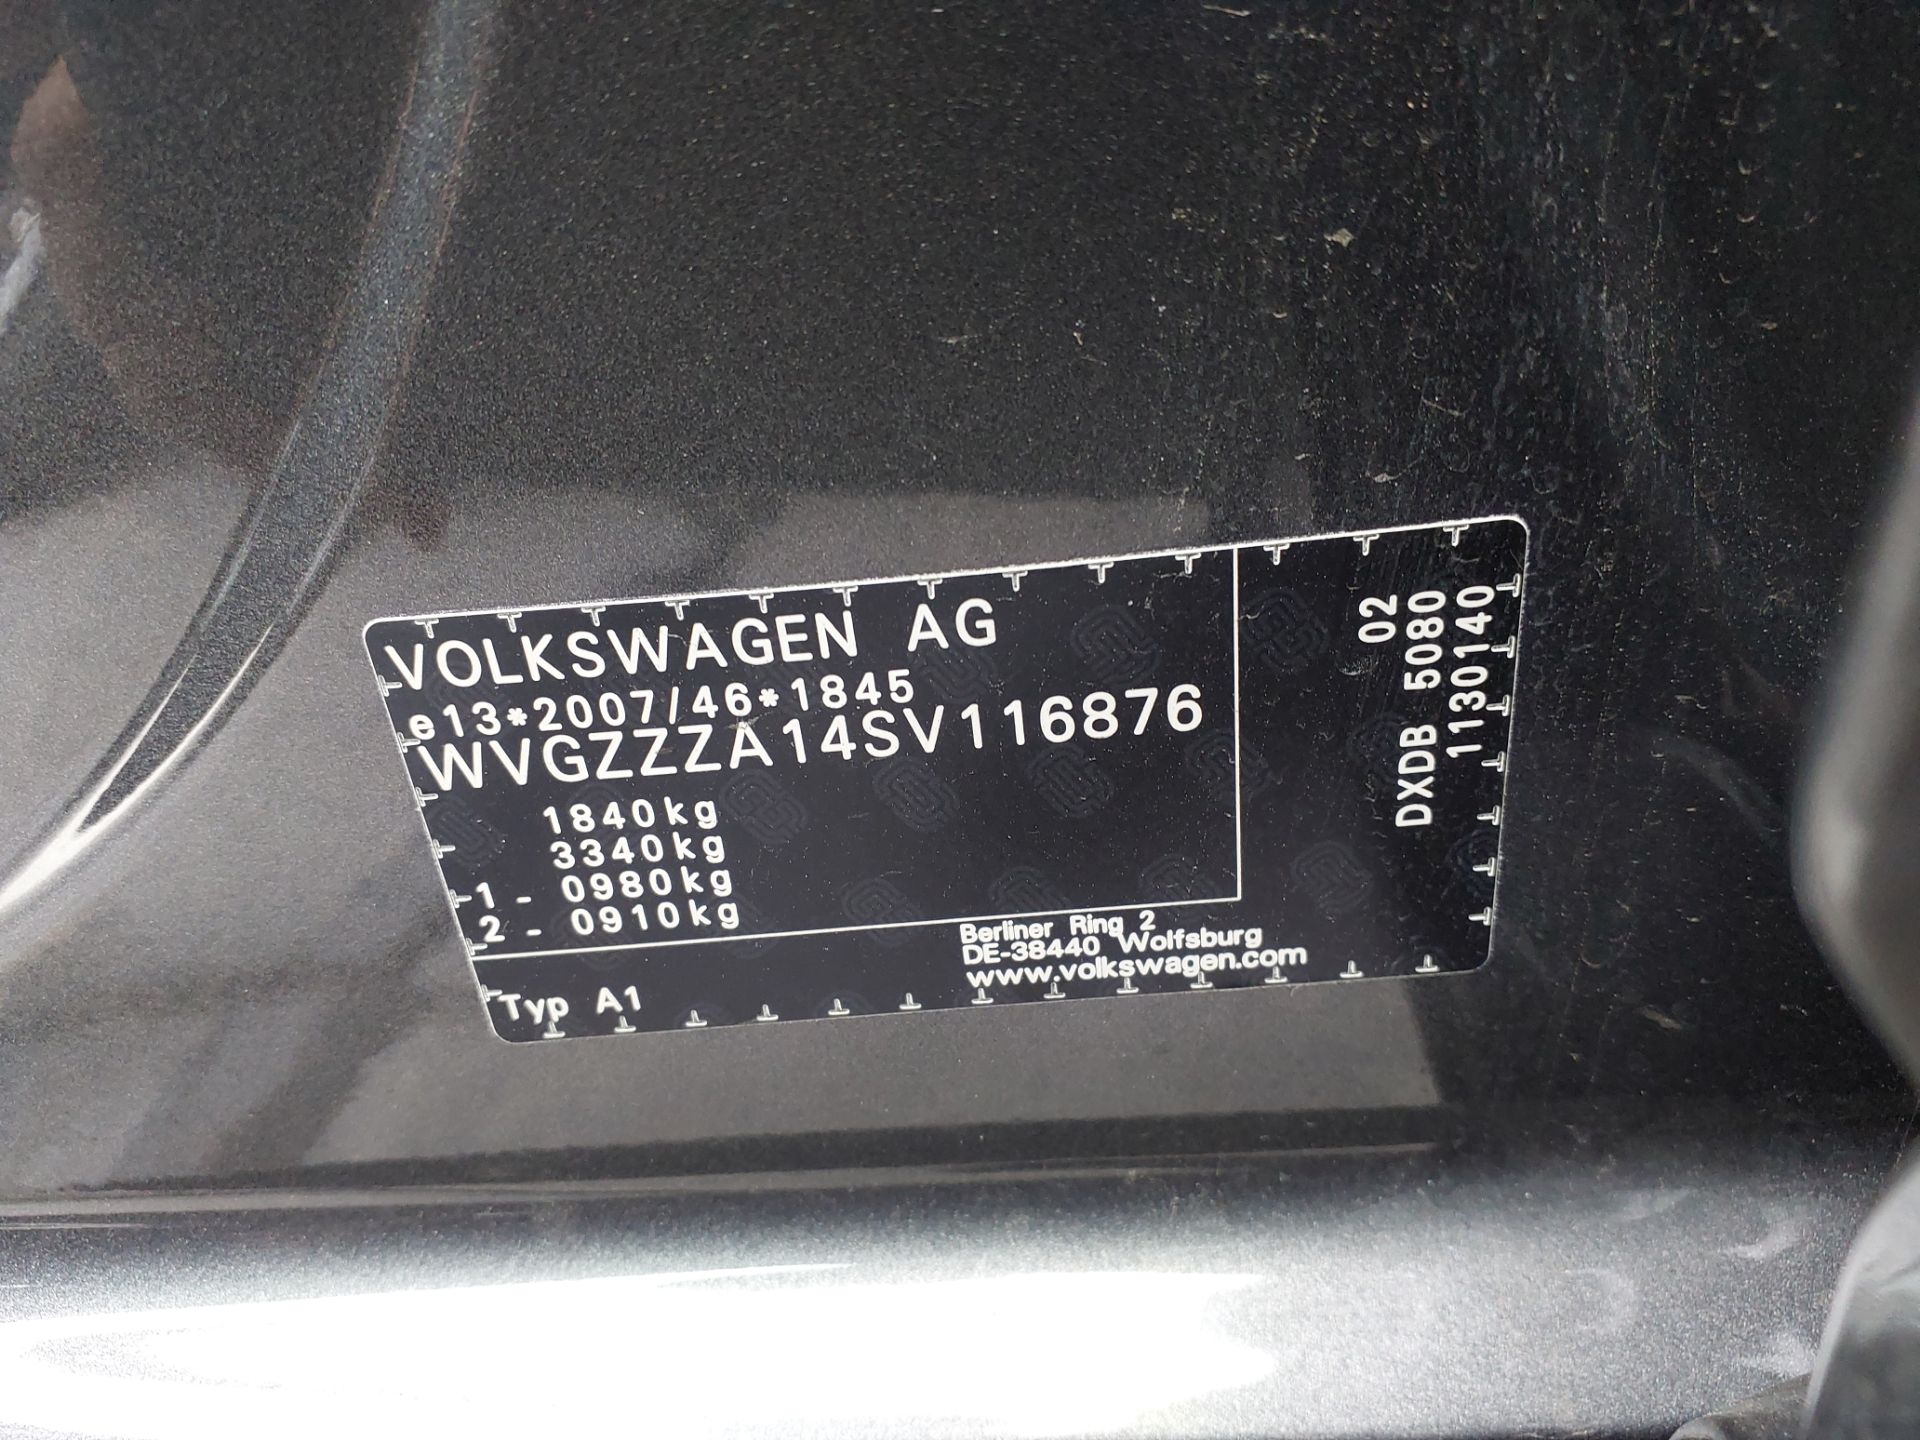 VOLKSWAGEN AG
e13*2007/46*1845
WVGZZZA14SV116876
1840kg
3340kg
1 - 0980kg
2 - 0910kg
Berliner Ring 2
DE-38440 Wolfsburg
www.volkswagen.com
Typ A1
02
DXDB 5080
1130140